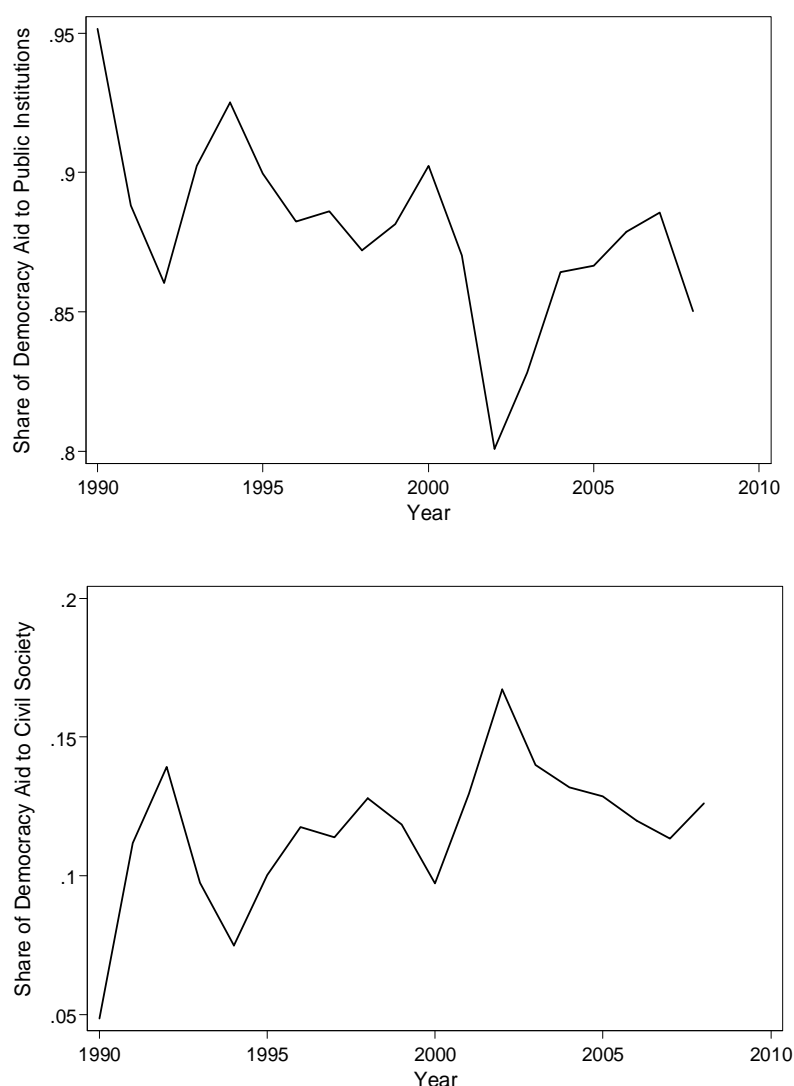 Share of Democracy Aid to Public Institutions
.95
.9
.85
.8
1990 1995 2000 2005 2010
Year
Share of Democracy Aid to Civil Society
.2
.15
.1
.05
1990 1995 2000 2005 2010
Year